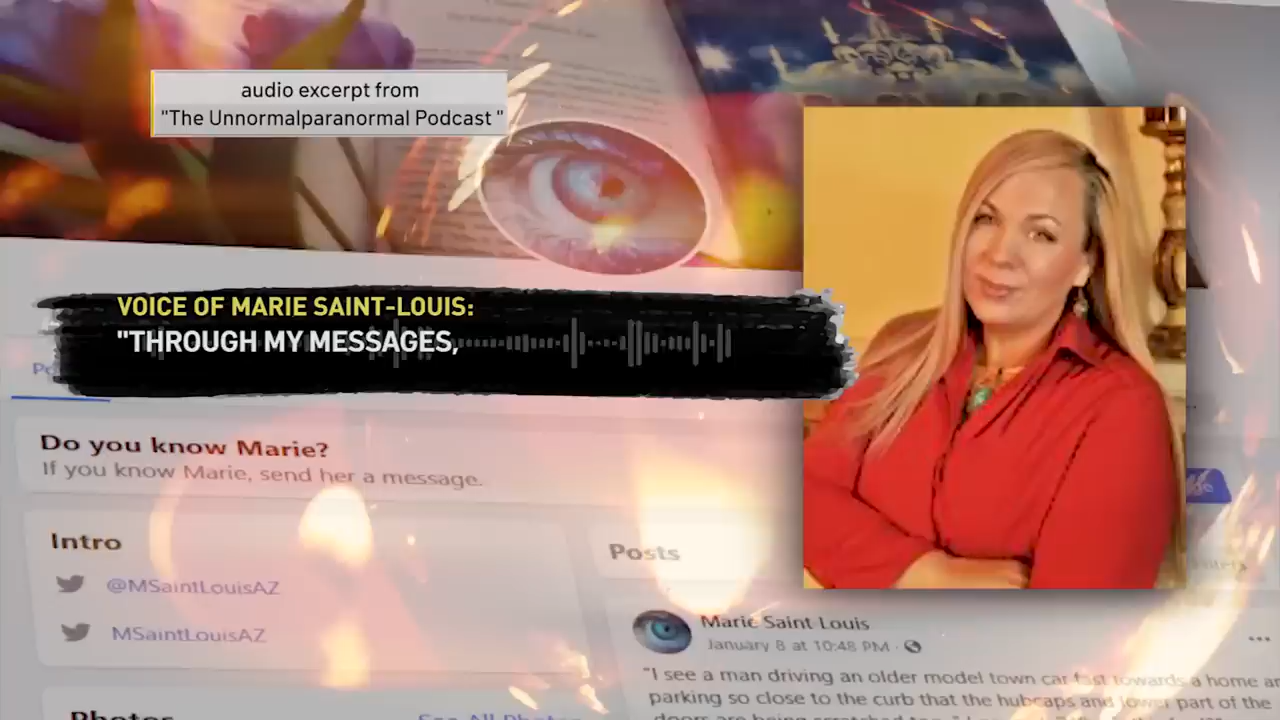 audio excerpt from
"The Unnormalparanormal Podcast "
VOICE OF MARIE SAINT-LOUIS:
"THROUGH MY MESSAGES,
Do you know Marie?
If you know Marie, send her a message.
Intro
@MSaintLouisAZ
MSaintLouisAZ
Posts
Marie Saint-Louis
January 8 at 10:48 PM
"I see a man driving an older model town car fast towards a home
parking so close to the curb that the hubcaps and lower part of the
Photos
See All Photos